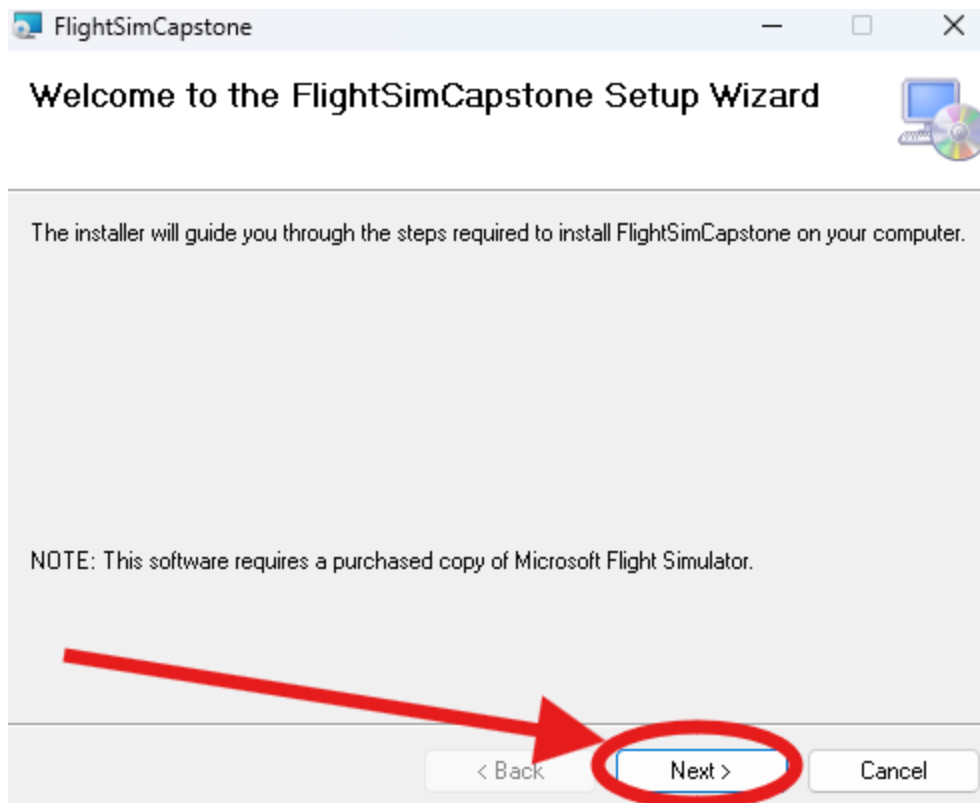 FlightSimCapstone
Welcome to the FlightSimCapstone Setup Wizard
The installer will guide you through the steps required to install FlightSimCapstone on your computer.
NOTE: This software requires a purchased copy of Microsoft Flight Simulator.
< Back
Next >
Cancel